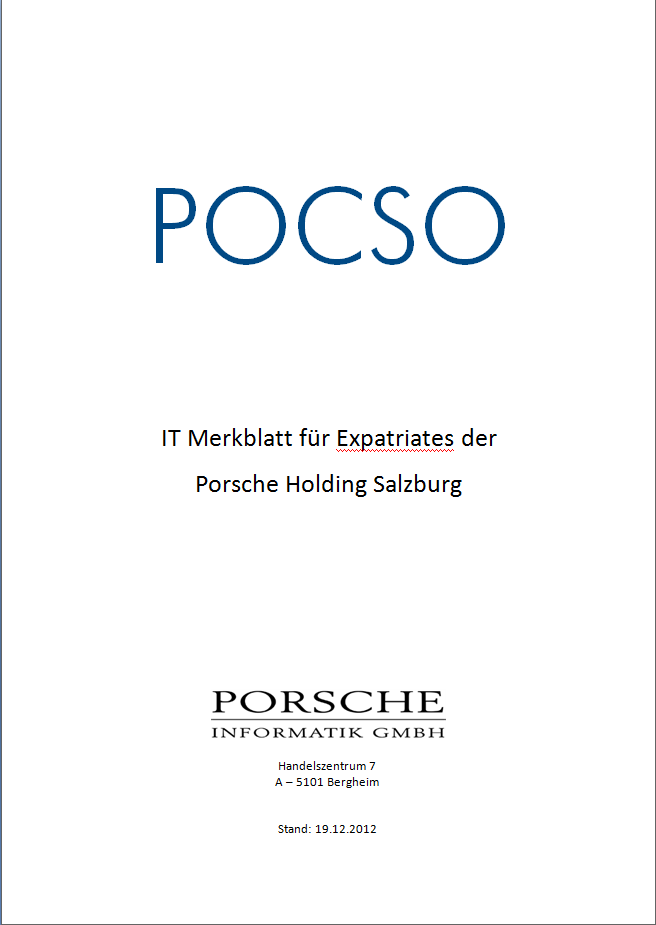 POCSO
IT Merkblatt für Expatriates der
Porsche Holding Salzburg
PORSCHE
INFORMATIK GMBH
Handelszentrum 7
A – 5101 Bergheim
Stand: 19.12.2012